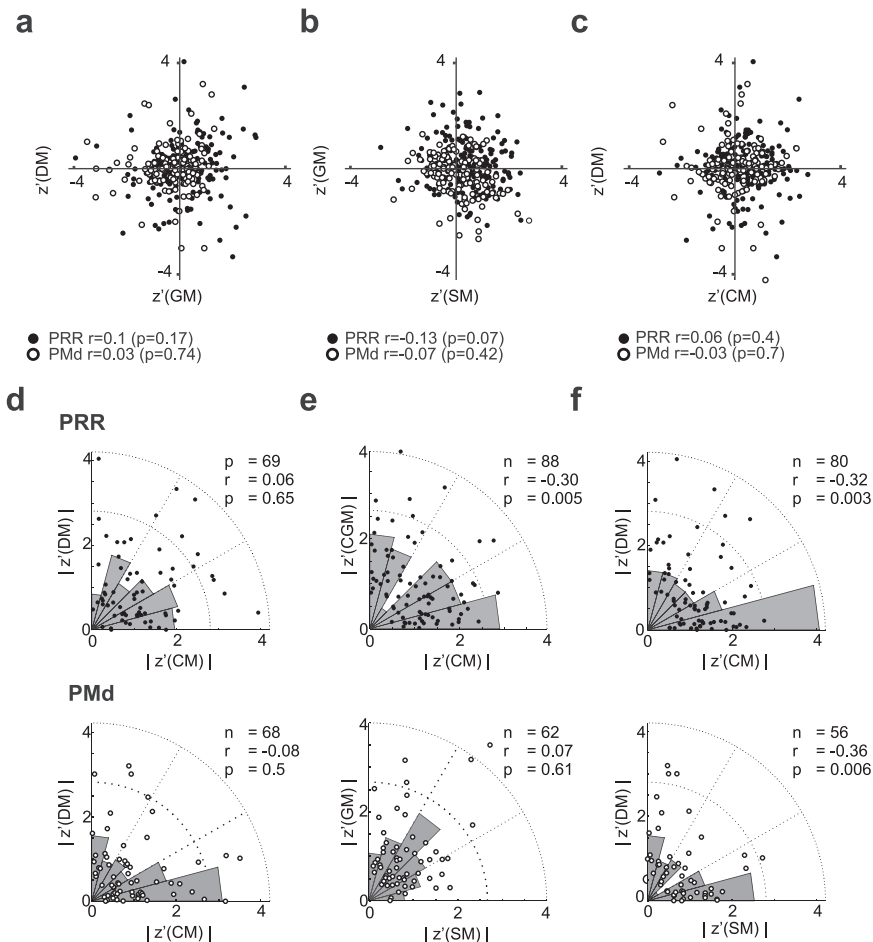 a
4
z'(DM)
-4
4
-4
z'(GM)
PRR r=0.1 (p=0.17)
PMd r=0.03 (p=0.74)
b
4
z'(GM)
-4
4
-4
z'(SM)
PRR r=-0.13 (p=0.07)
PMd r=-0.07 (p=0.42)
c
4
z'(DM)
-4
4
-4
z'(CM)
PRR r=0.06 (p=0.4)
PMd r=-0.03 (p=0.7)
d
PRR
p = 69
r = 0.06
p = 0.65
4
2
0
| z'(DM) |
0 2 4
| z'(CM) |
e
n = 88
r = -0.30
p = 0.005
4
2
0
| z'(CGM) |
0 2 4
| z'(CM) |
f
n = 80
r = -0.32
p = 0.003
4
2
0
| z'(DM) |
0 2 4
| z'(CM) |
PMd
n = 68
r = -0.08
p = 0.5
4
2
0
| z'(DM) |
0 2 4
| z'(CM) |
n = 62
r = 0.07
p = 0.61
4
2
0
| z'(GM) |
0 2 4
| z'(SM) |
n = 56
r = -0.36
p = 0.006
4
2
0
| z'(DM) |
0 2 4
| z'(SM) |